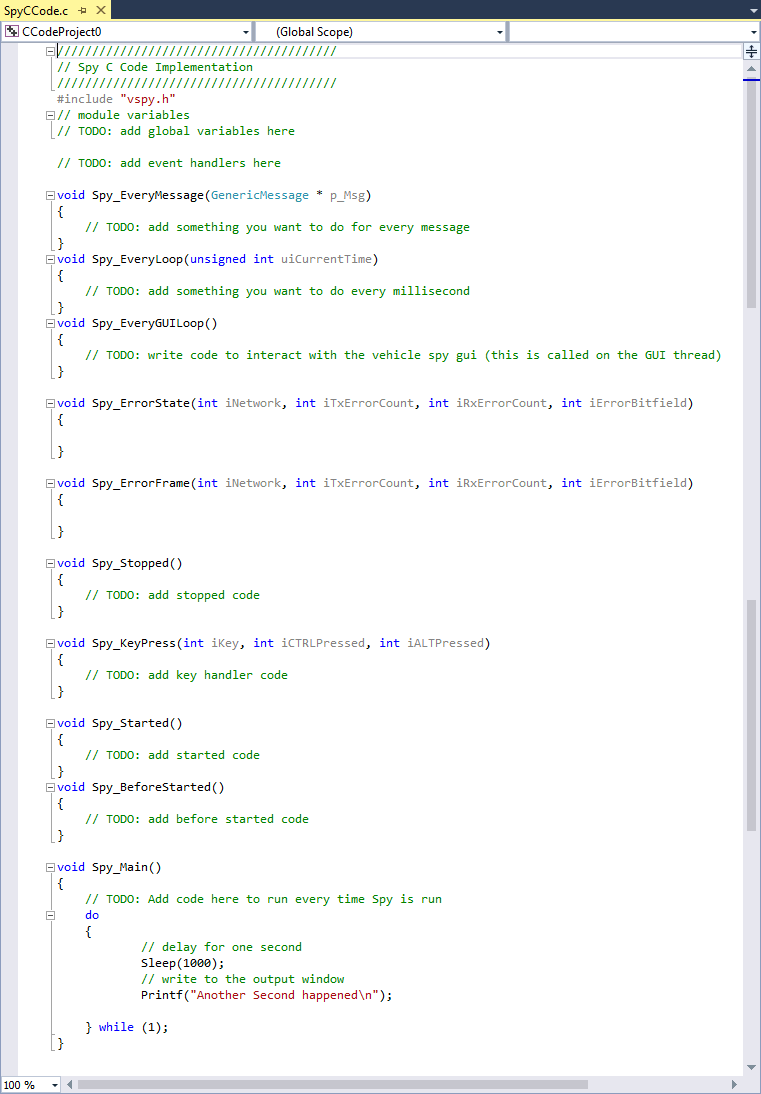 SpyCCode.c
CCodeProject0 (Global Scope)
////////////////////////////////////////
// Spy C Code Implementation
////////////////////////////////////////
#include "vspy.h"
// module variables
// TODO: add global variables here

// TODO: add event handlers here

void Spy_EveryMessage(GenericMessage * p_Msg)
{
    // TODO: add something you want to do for every message
}
void Spy_EveryLoop(unsigned int uiCurrentTime)
{
    // TODO: add something you want to do every millisecond
}
void Spy_EveryGUILoop()
{
    // TODO: write code to interact with the vehicle spy gui (this is called on the GUI thread)
}

void Spy_ErrorState(int iNetwork, int iTxErrorCount, int iRxErrorCount, int iErrorBitfield)
{

}

void Spy_ErrorFrame(int iNetwork, int iTxErrorCount, int iRxErrorCount, int iErrorBitfield)
{

}

void Spy_Stopped()
{
    // TODO: add stopped code
}

void Spy_KeyPress(int iKey, int iCTRLPressed, int iALTPressed)
{
    // TODO: add key handler code
}

void Spy_Started()
{
    // TODO: add started code
}
void Spy_BeforeStarted()
{
    // TODO: add before started code
}

void Spy_Main()
{
    // TODO: Add code here to run every time Spy is run
    do
    {
            // delay for one second
            Sleep(1000);
            // write to the output window
            Printf("Another Second happened\n");

    } while (1);
}
100 %